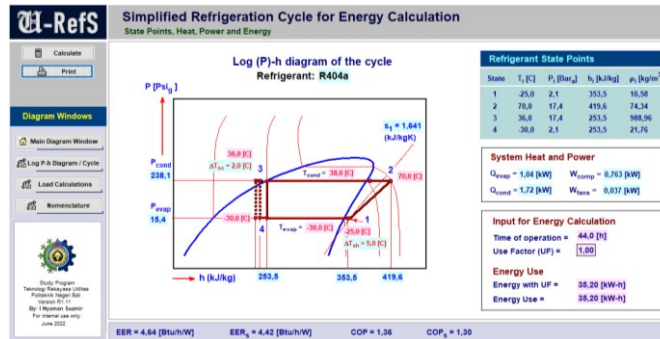 U-RefS
Simplified Refrigeration Cycle for Energy Calculation
State Points, Heat, Power and Energy
Calculate
Print
Diagram Windows
Main Diagram Window
Log P-h Diagram / Cycle
Load Calculations
Nomenclature
Study Program
Teknologi Rekayasa Utilitas
Politeknik Negeri Bali
Version R1.11
By: I Nyoman Suamir
For internal use only
June 2022
Log (P)-h diagram of the cycle
Refrigerant: R404a
P [Psig]
s1 = 1,641
(kJ/kgK)
36,0 [C]
ΔTsc = 2,0 [C]
3
Tcond = 38,0 [C]
2
70,0 [C]
Pcond
238,1
Pevap
15,4
-30,0 [C]
4
Tevap = -30,0 [C]
1
-25,0 [C]
ΔTsh = 5,0 [C]
h (kJ/kg)
253,5
353,5
419,6
Refrigerant State Points
State Ti [C] Pi [Bara] hi [kJ/kg] ρi [kg/m3]
1 -25,0 2,1 353,5 10,58
2 70,0 17,4 419,6 74,34
3 36,0 17,4 253,5 988,96
4 -30,0 2,1 253,5 21,76
System Heat and Power
Qevap = 1,04 [kW] Wcomp = 0,763 [kW]
Qcond = 1,72 [kW] Wfans = 0,037 [kW]
Input for Energy Calculation
Time of operation = 44,0 [h]
Use Factor (UF) = 1,00
Energy Use
Energy with UF = 35,20 [kW-h]
Energy Use = 35,20 [kW-h]
EER = 4,64 [Btu/h/W] EERs = 4,42 [Btu/h/W] COP = 1,36 COPs = 1,30